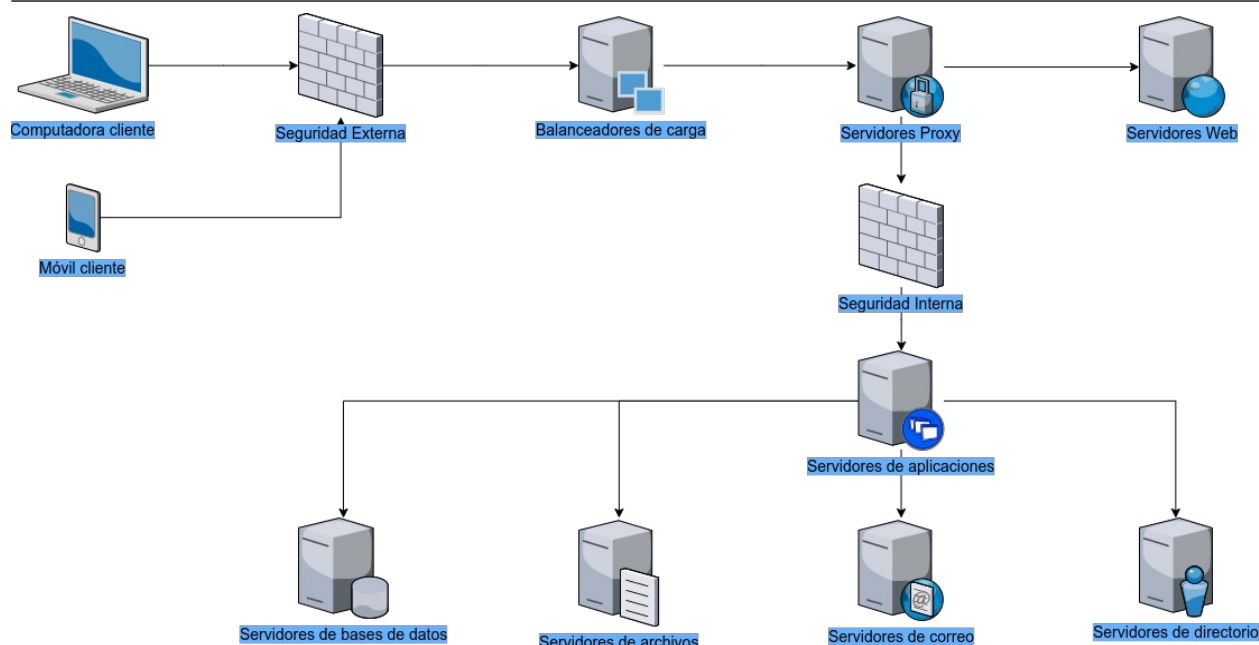 Computadora cliente
Seguridad Externa
Balanceadores de carga
Servidores Proxy
Servidores Web
Móvil cliente
Seguridad Interna
Servidores de aplicaciones
Servidores de bases de datos
Servidores de archivos
Servidores de correo
Servidores de directorio